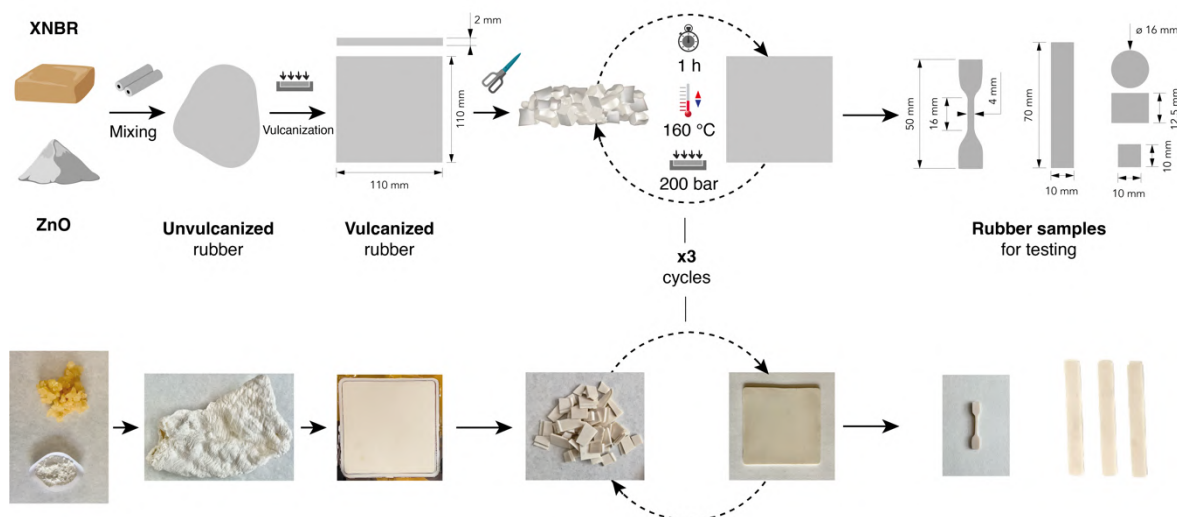 XNBR
ZnO
Mixing
Unvulcanized
rubber
Vulcanization
2 mm
110 mm
110 mm
Vulcanized
rubber
1 h
160 °C
200 bar
x3
cycles
50 mm
16 mm
4 mm
70 mm
10 mm
ø 16 mm
12.5 mm
10 mm
10 mm
Rubber samples
for testing